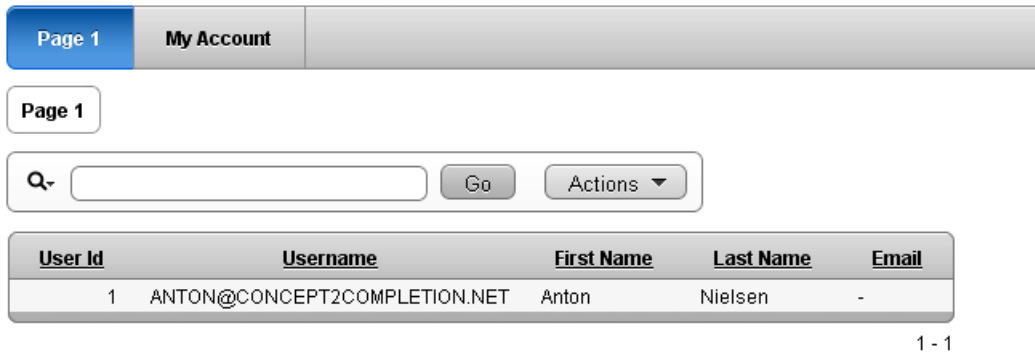 Page 1 My Account
Page 1
Go Actions
User Id Username First Name Last Name Email
1 ANTON@CONCEPT2COMPLETION.NET Anton Nielsen -
1 - 1